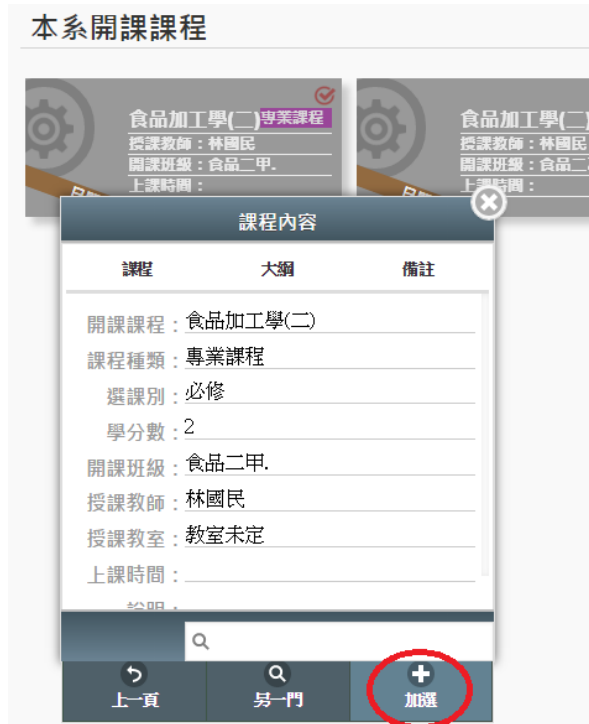 本系開課課程
食品加工學(二)專業課程
授課教師：林國民
開課班級：食品二甲.
上課時間：
食品加工學(二)
授課教師：林國民
開課班級：食品二
上課時間：
課程內容
課程 大綱 備註
開課課程：食品加工學(二)
課程種類：專業課程
選課別：必修
學分數：2
開課班級：食品二甲.
授課教師：林國民
授課教室：教室未定
上課時間：
說明：
上一頁 另一門 加選